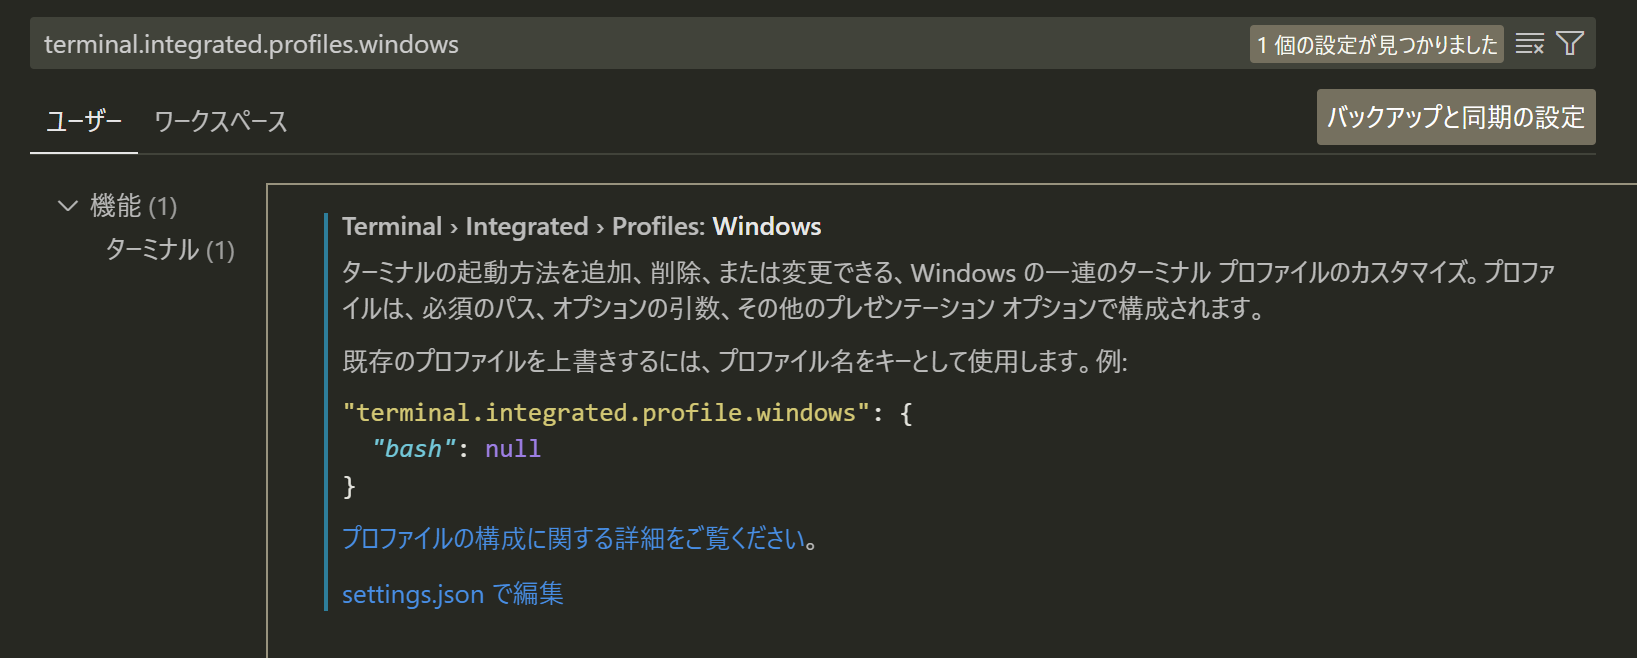 terminal.integrated.profiles.windows
1 個の設定が見つかりました
ユーザー
ワークスペース
バックアップと同期の設定
機能 (1)
ターミナル (1)
Terminal › Integrated › Profiles: Windows
ターミナルの起動方法を追加、削除、または変更できる、Windows の一連のターミナル プロファイルのカスタマイズ。プロファ
イルは、必須のパス、オプションの引数、その他のプレゼンテーション オプションで構成されます。
既存のプロファイルを上書きするには、プロファイル名をキーとして使用します。例:
"terminal.integrated.profile.windows": {
"bash": null
}
プロファイルの構成に関する詳細をご覧ください。
settings.json で編集